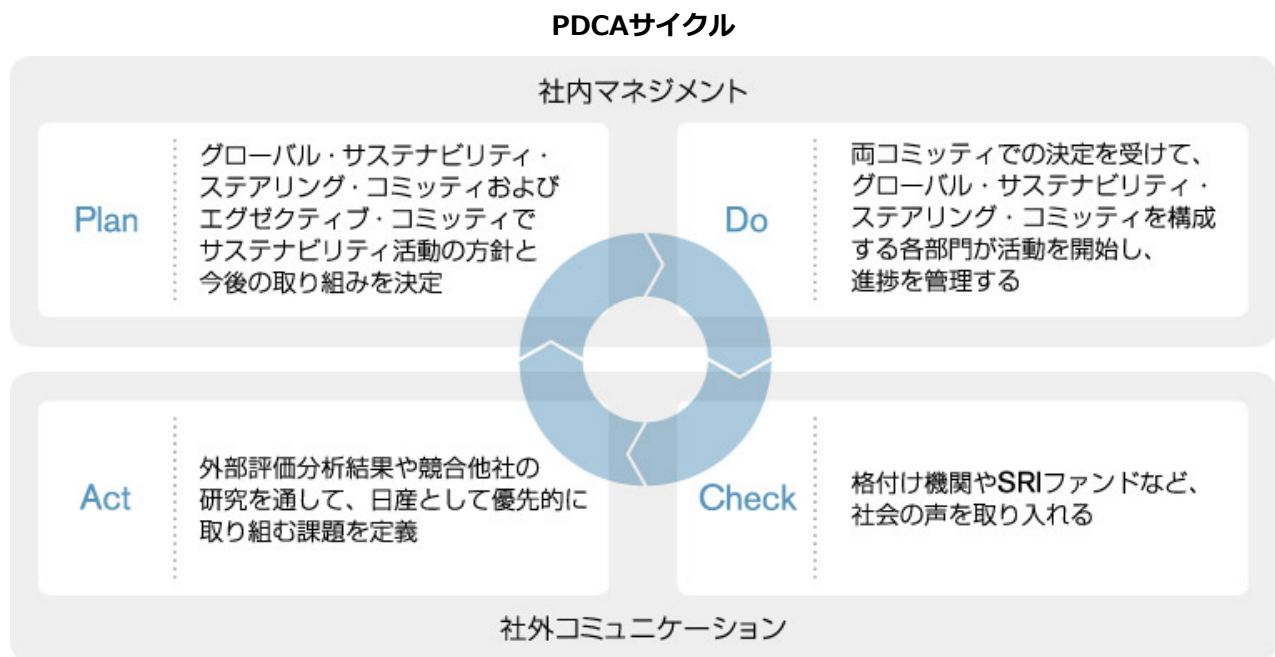 PDCAサイクル
社内マネジメント
Plan
グローバル・サステナビリティ・
ステアリング・コミッティおよび
エグゼクティブ・コミッティで
サステナビリティ活動の方針と
今後の取り組みを決定
Do
両コミッティでの決定を受けて、
グローバル・サステナビリティ・
ステアリング・コミッティを構成
する各部門が活動を開始し、
進捗を管理する
Act
外部評価分析結果や競合他社の
研究を通して、日産として優先的に
取り組む課題を定義
Check
格付け機関やSRIファンドなど、
社会の声を取り入れる
社外コミュニケーション